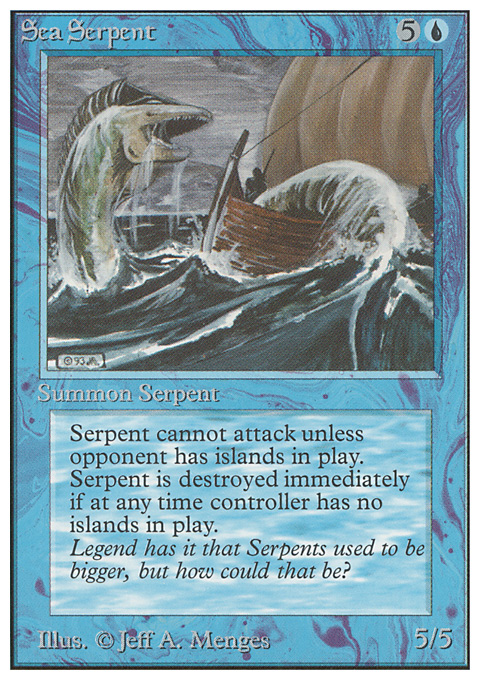 Sea Serpent 5
©93 JAM
Summon Serpent
Serpent cannot attack unless
opponent has islands in play.
Serpent is destroyed immediately
if at any time controller has no
islands in play.
Legend has it that Serpents used to be
bigger, but how could that be?
Illus. © Jeff A. Menges 5/5